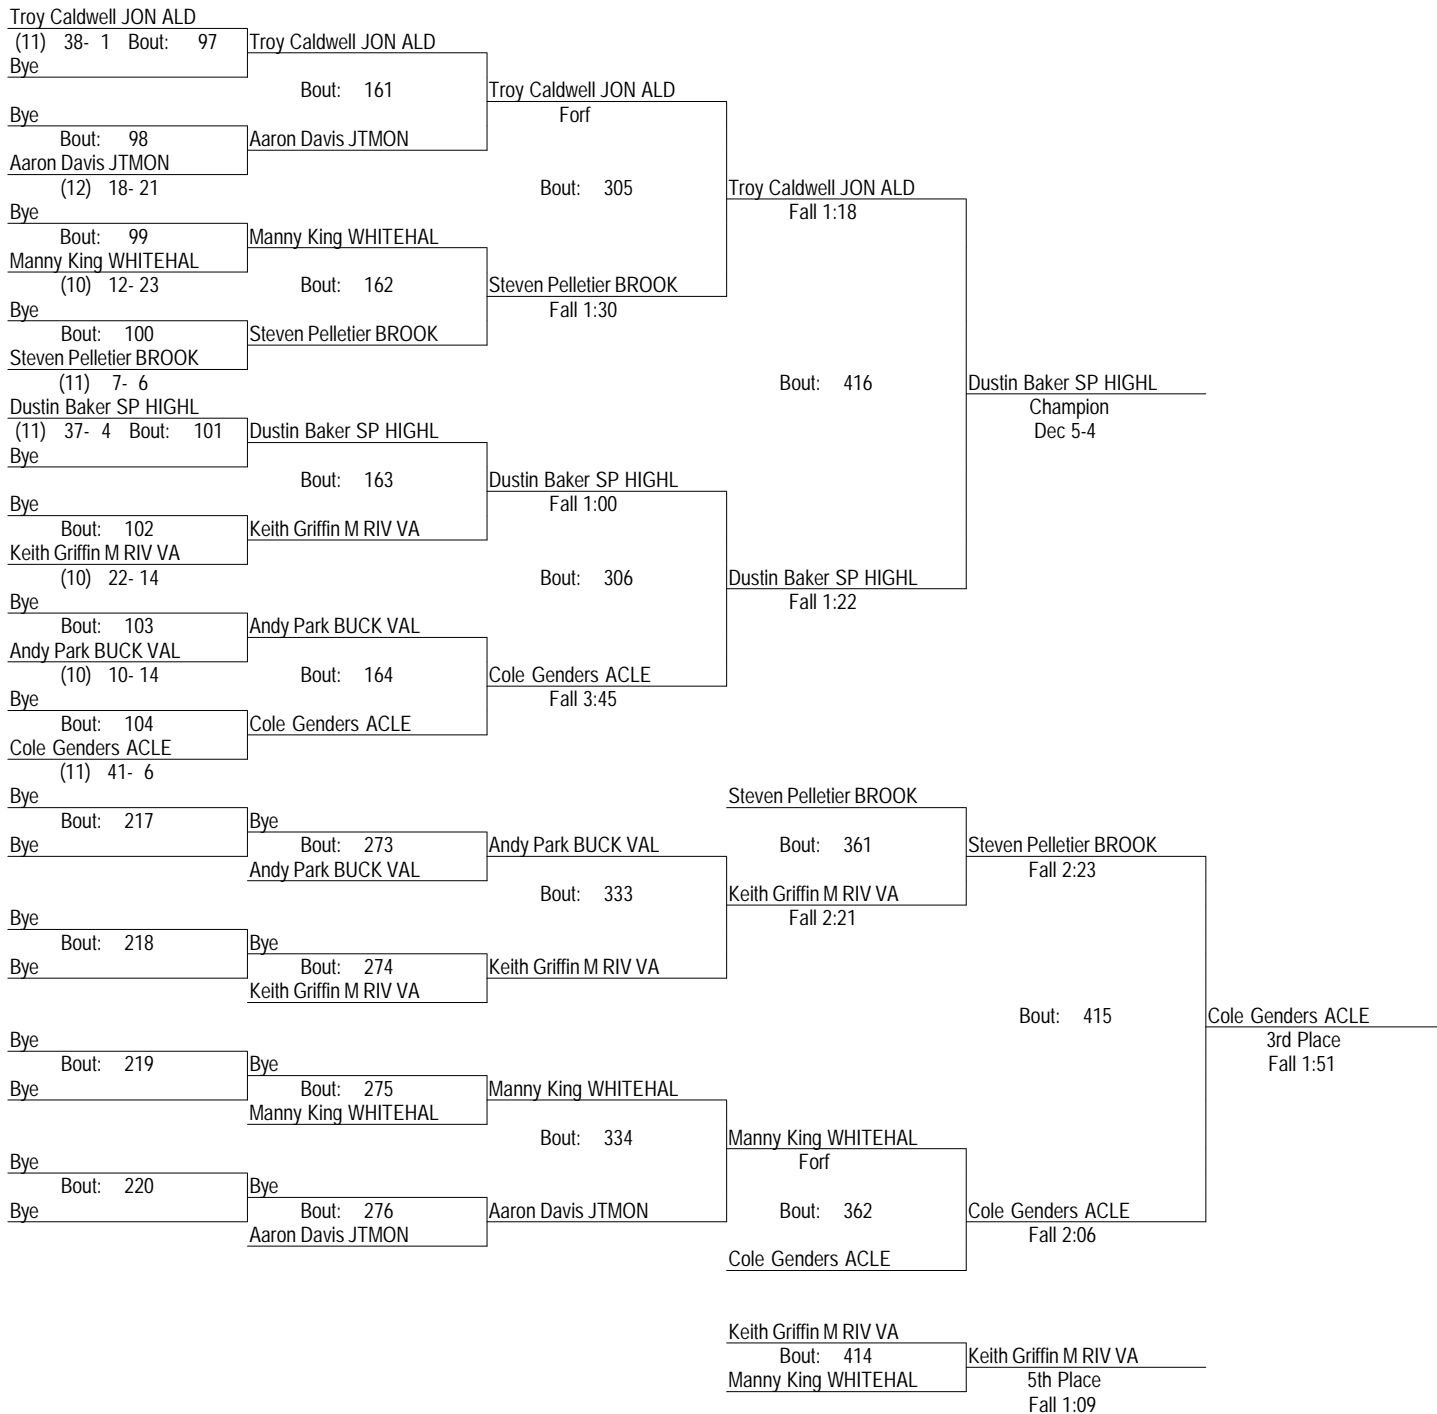 Troy Caldwell JON ALD
(11) 38- 1 Bout: 97
Bye
Troy Caldwell JON ALD
Bout: 161
Troy Caldwell JON ALD
Forf
Bye
Bout: 98
Aaron Davis JTMON
Aaron Davis JTMON
(12) 18- 21
Bout: 305
Troy Caldwell JON ALD
Fall 1:18
Bye
Bout: 99
Manny King WHITEHAL
Manny King WHITEHAL
(10) 12- 23
Bout: 162
Steven Pelletier BROOK
Fall 1:30
Bye
Bout: 100
Steven Pelletier BROOK
Steven Pelletier BROOK
(11) 7- 6
Bout: 416
Dustin Baker SP HIGHL
Champion
Dec 5-4
Dustin Baker SP HIGHL
(11) 37- 4 Bout: 101
Bye
Dustin Baker SP HIGHL
Bout: 163
Dustin Baker SP HIGHL
Fall 1:00
Bye
Bout: 102
Keith Griffin M RIV VA
Keith Griffin M RIV VA
(10) 22- 14
Bout: 306
Dustin Baker SP HIGHL
Fall 1:22
Bye
Bout: 103
Andy Park BUCK VAL
Andy Park BUCK VAL
(10) 10- 14
Bout: 164
Cole Genders ACLE
Fall 3:45
Bye
Bout: 104
Cole Genders ACLE
Cole Genders ACLE
(11) 41- 6
Bye
Bout: 217
Bye
Bye
Bout: 273
Andy Park BUCK VAL
Andy Park BUCK VAL
Bout: 333
Steven Pelletier BROOK
Bout: 361
Keith Griffin M RIV VA
Fall 2:21
Steven Pelletier BROOK
Fall 2:23
Bye
Bout: 218
Bye
Bye
Bout: 274
Keith Griffin M RIV VA
Keith Griffin M RIV VA
Bout: 415
Cole Genders ACLE
3rd Place
Fall 1:51
Bye
Bout: 219
Bye
Bye
Bout: 275
Manny King WHITEHAL
Manny King WHITEHAL
Bout: 334
Manny King WHITEHAL
Forf
Bye
Bout: 220
Bye
Bye
Bout: 276
Aaron Davis JTMON
Aaron Davis JTMON
Bout: 362
Cole Genders ACLE
Cole Genders ACLE
Fall 2:06
Keith Griffin M RIV VA
Bout: 414
Manny King WHITEHAL
Keith Griffin M RIV VA
5th Place
Fall 1:09